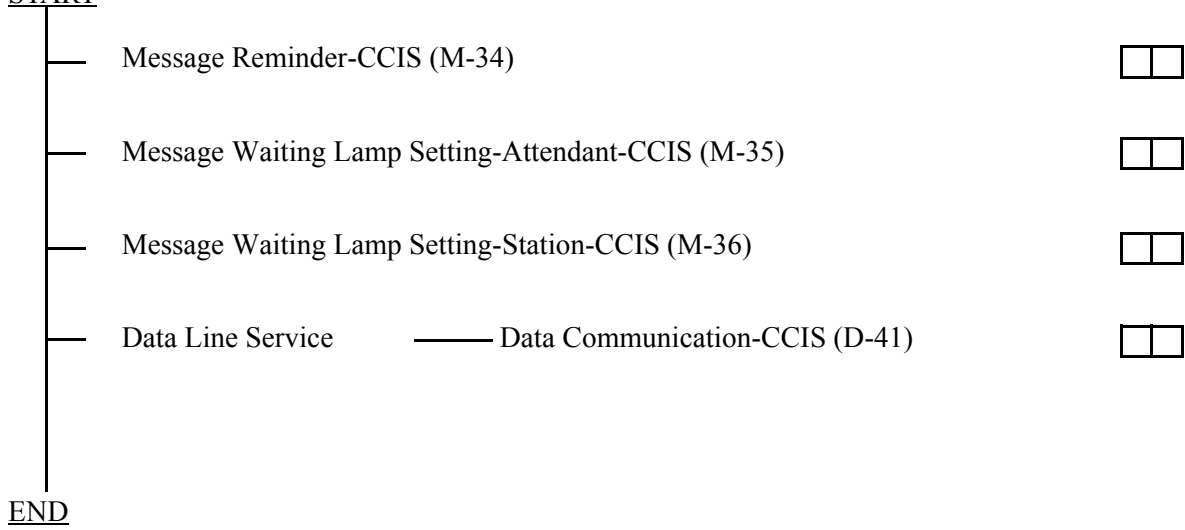 START
Message Reminder-CCIS (M-34)
Message Waiting Lamp Setting-Attendant-CCIS (M-35)
Message Waiting Lamp Setting-Station-CCIS (M-36)
Data Line Service Data Communication-CCIS (D-41)
END